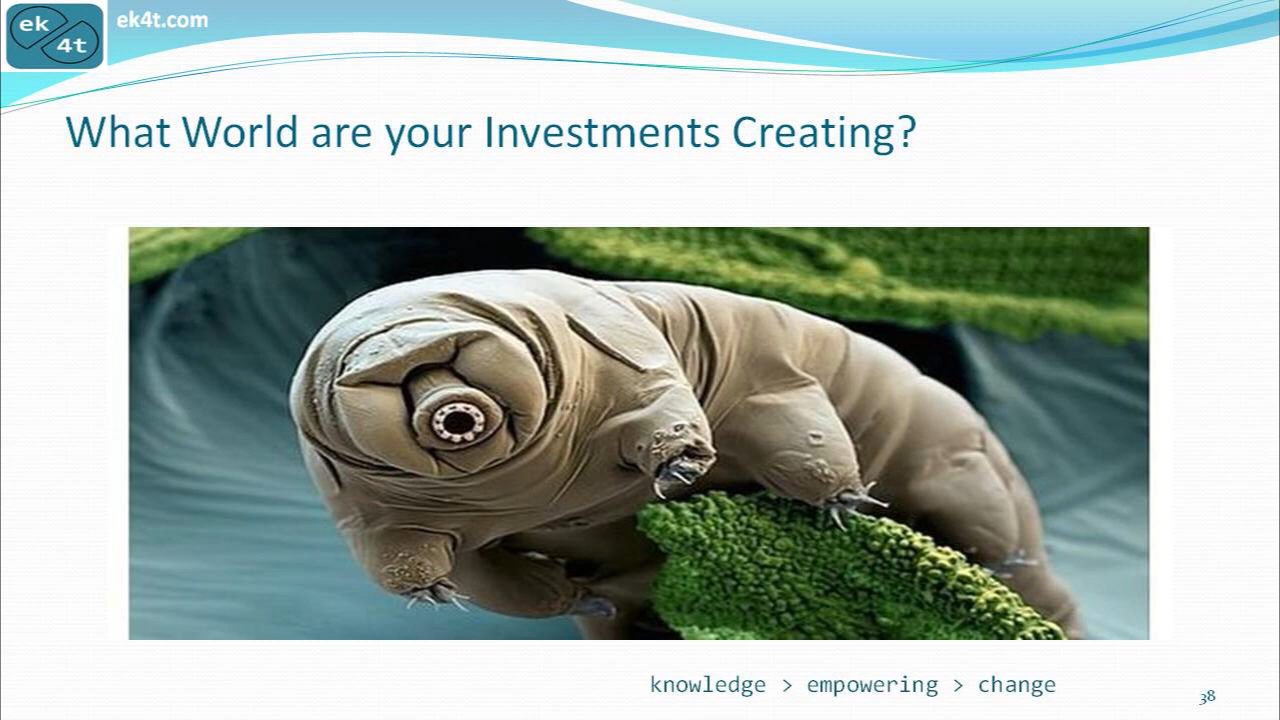 ek
4t
ek4t.com
What World are your Investments Creating?
knowledge > empowering > change
38